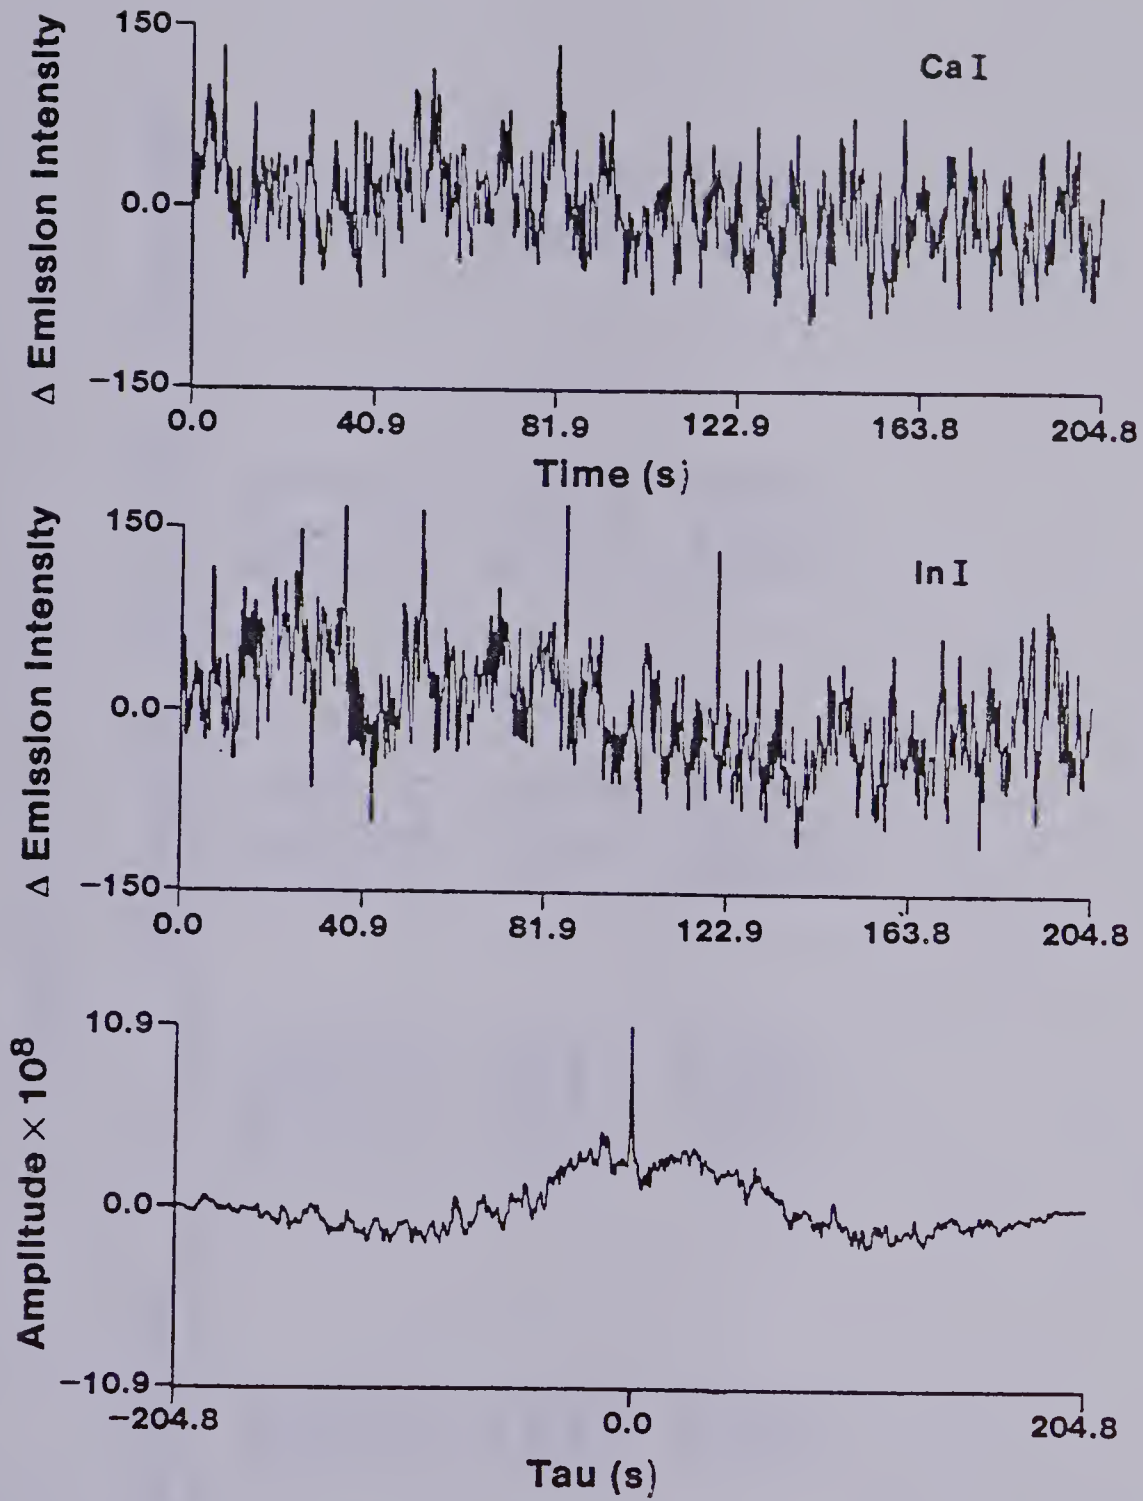 150
Δ Emission Intensity
Ca I
0.0
−150
0.0 40.9 81.9 122.9 163.8 204.8
Time (s)
150
Δ Emission Intensity
In I
0.0
−150
0.0 40.9 81.9 122.9 163.8 204.8
10.9
Amplitude × 10⁸
0.0
−10.9
−204.8 0.0 204.8
Tau (s)